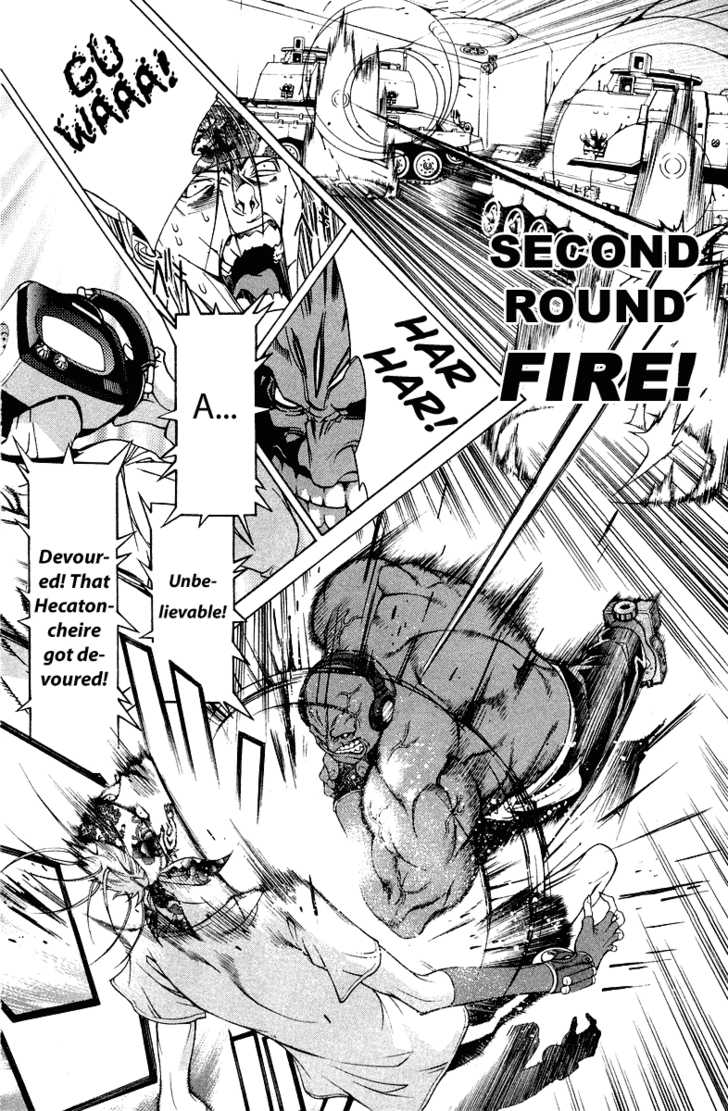 SECOND
ROUND
FIRE!
GU
WAAA!
HAR
HAR!
A...
Unbe-
lievable!
Devour-
ed! That
Hecaton-
cheire
got de-
voured!